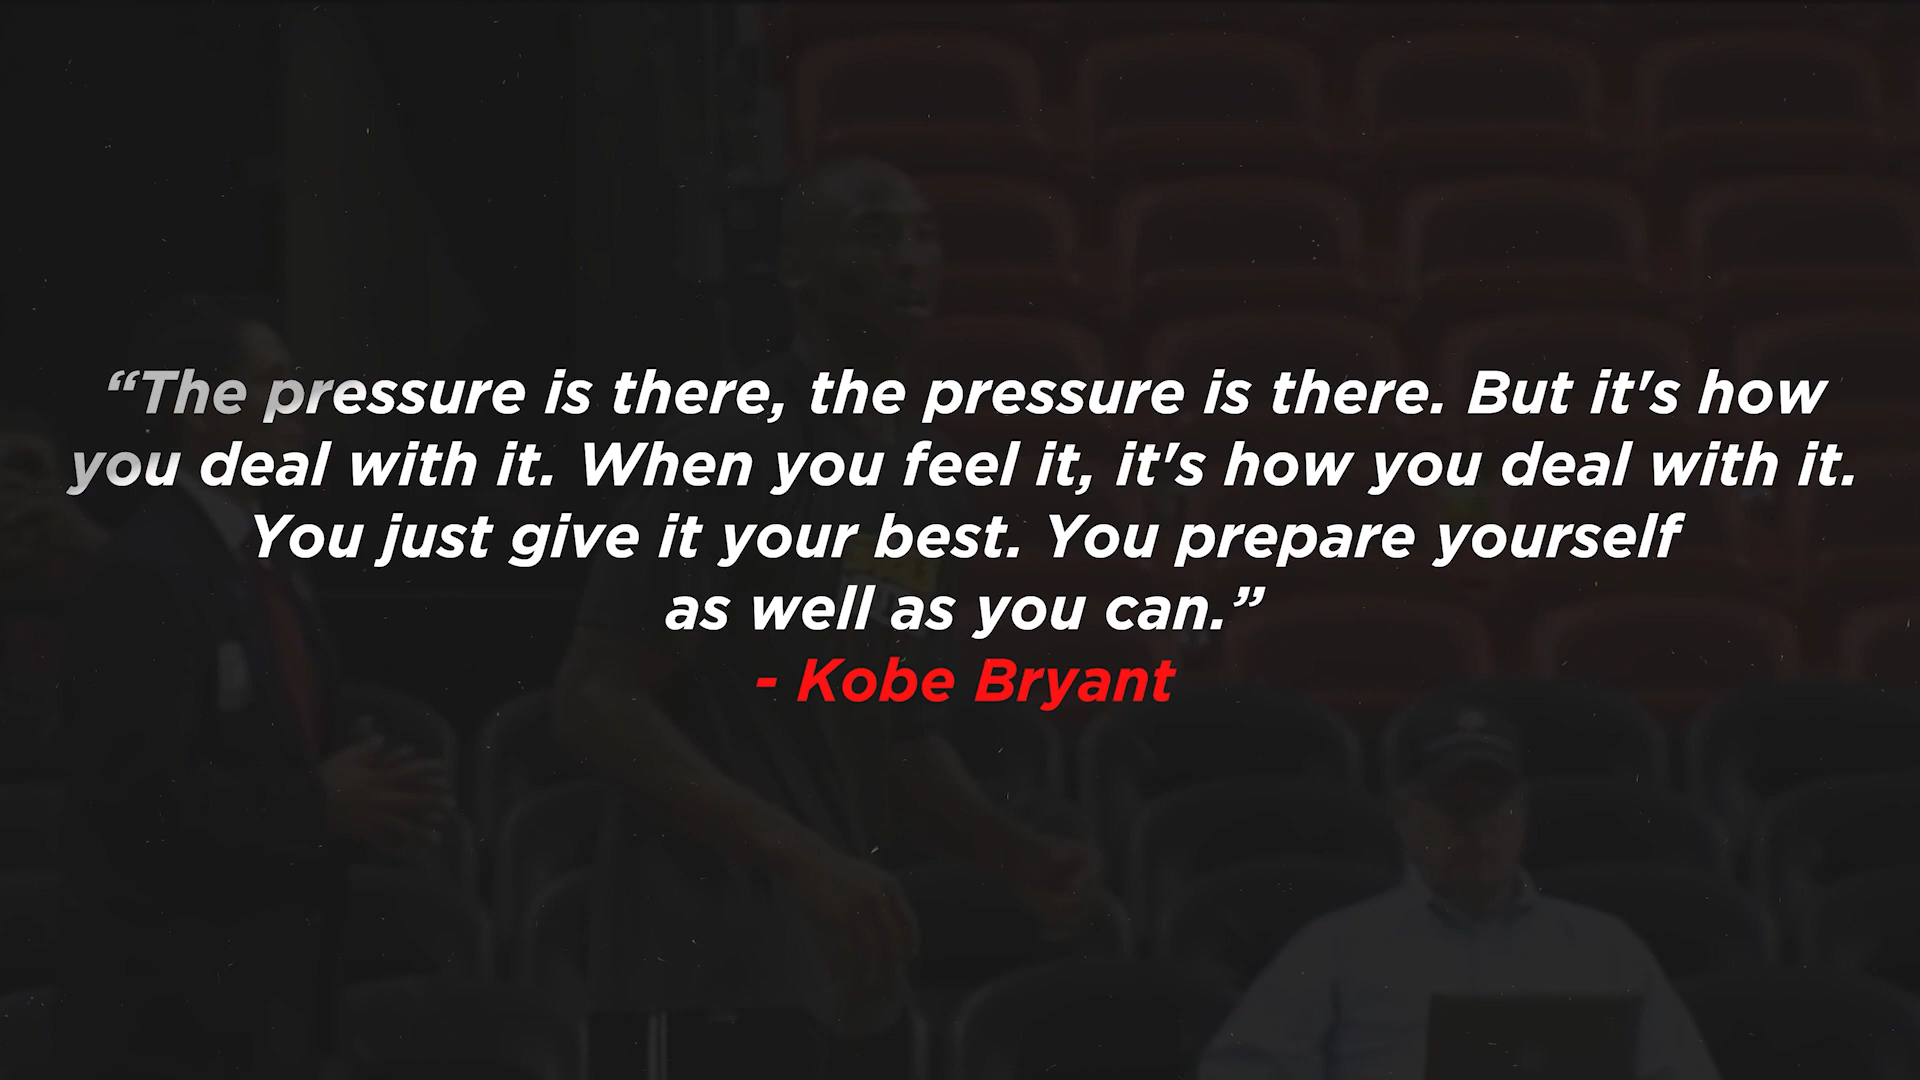 “The pressure is there, the pressure is there. But it's how
you deal with it. When you feel it, it's how you deal with it.
You just give it your best. You prepare yourself
as well as you can.”
- Kobe Bryant